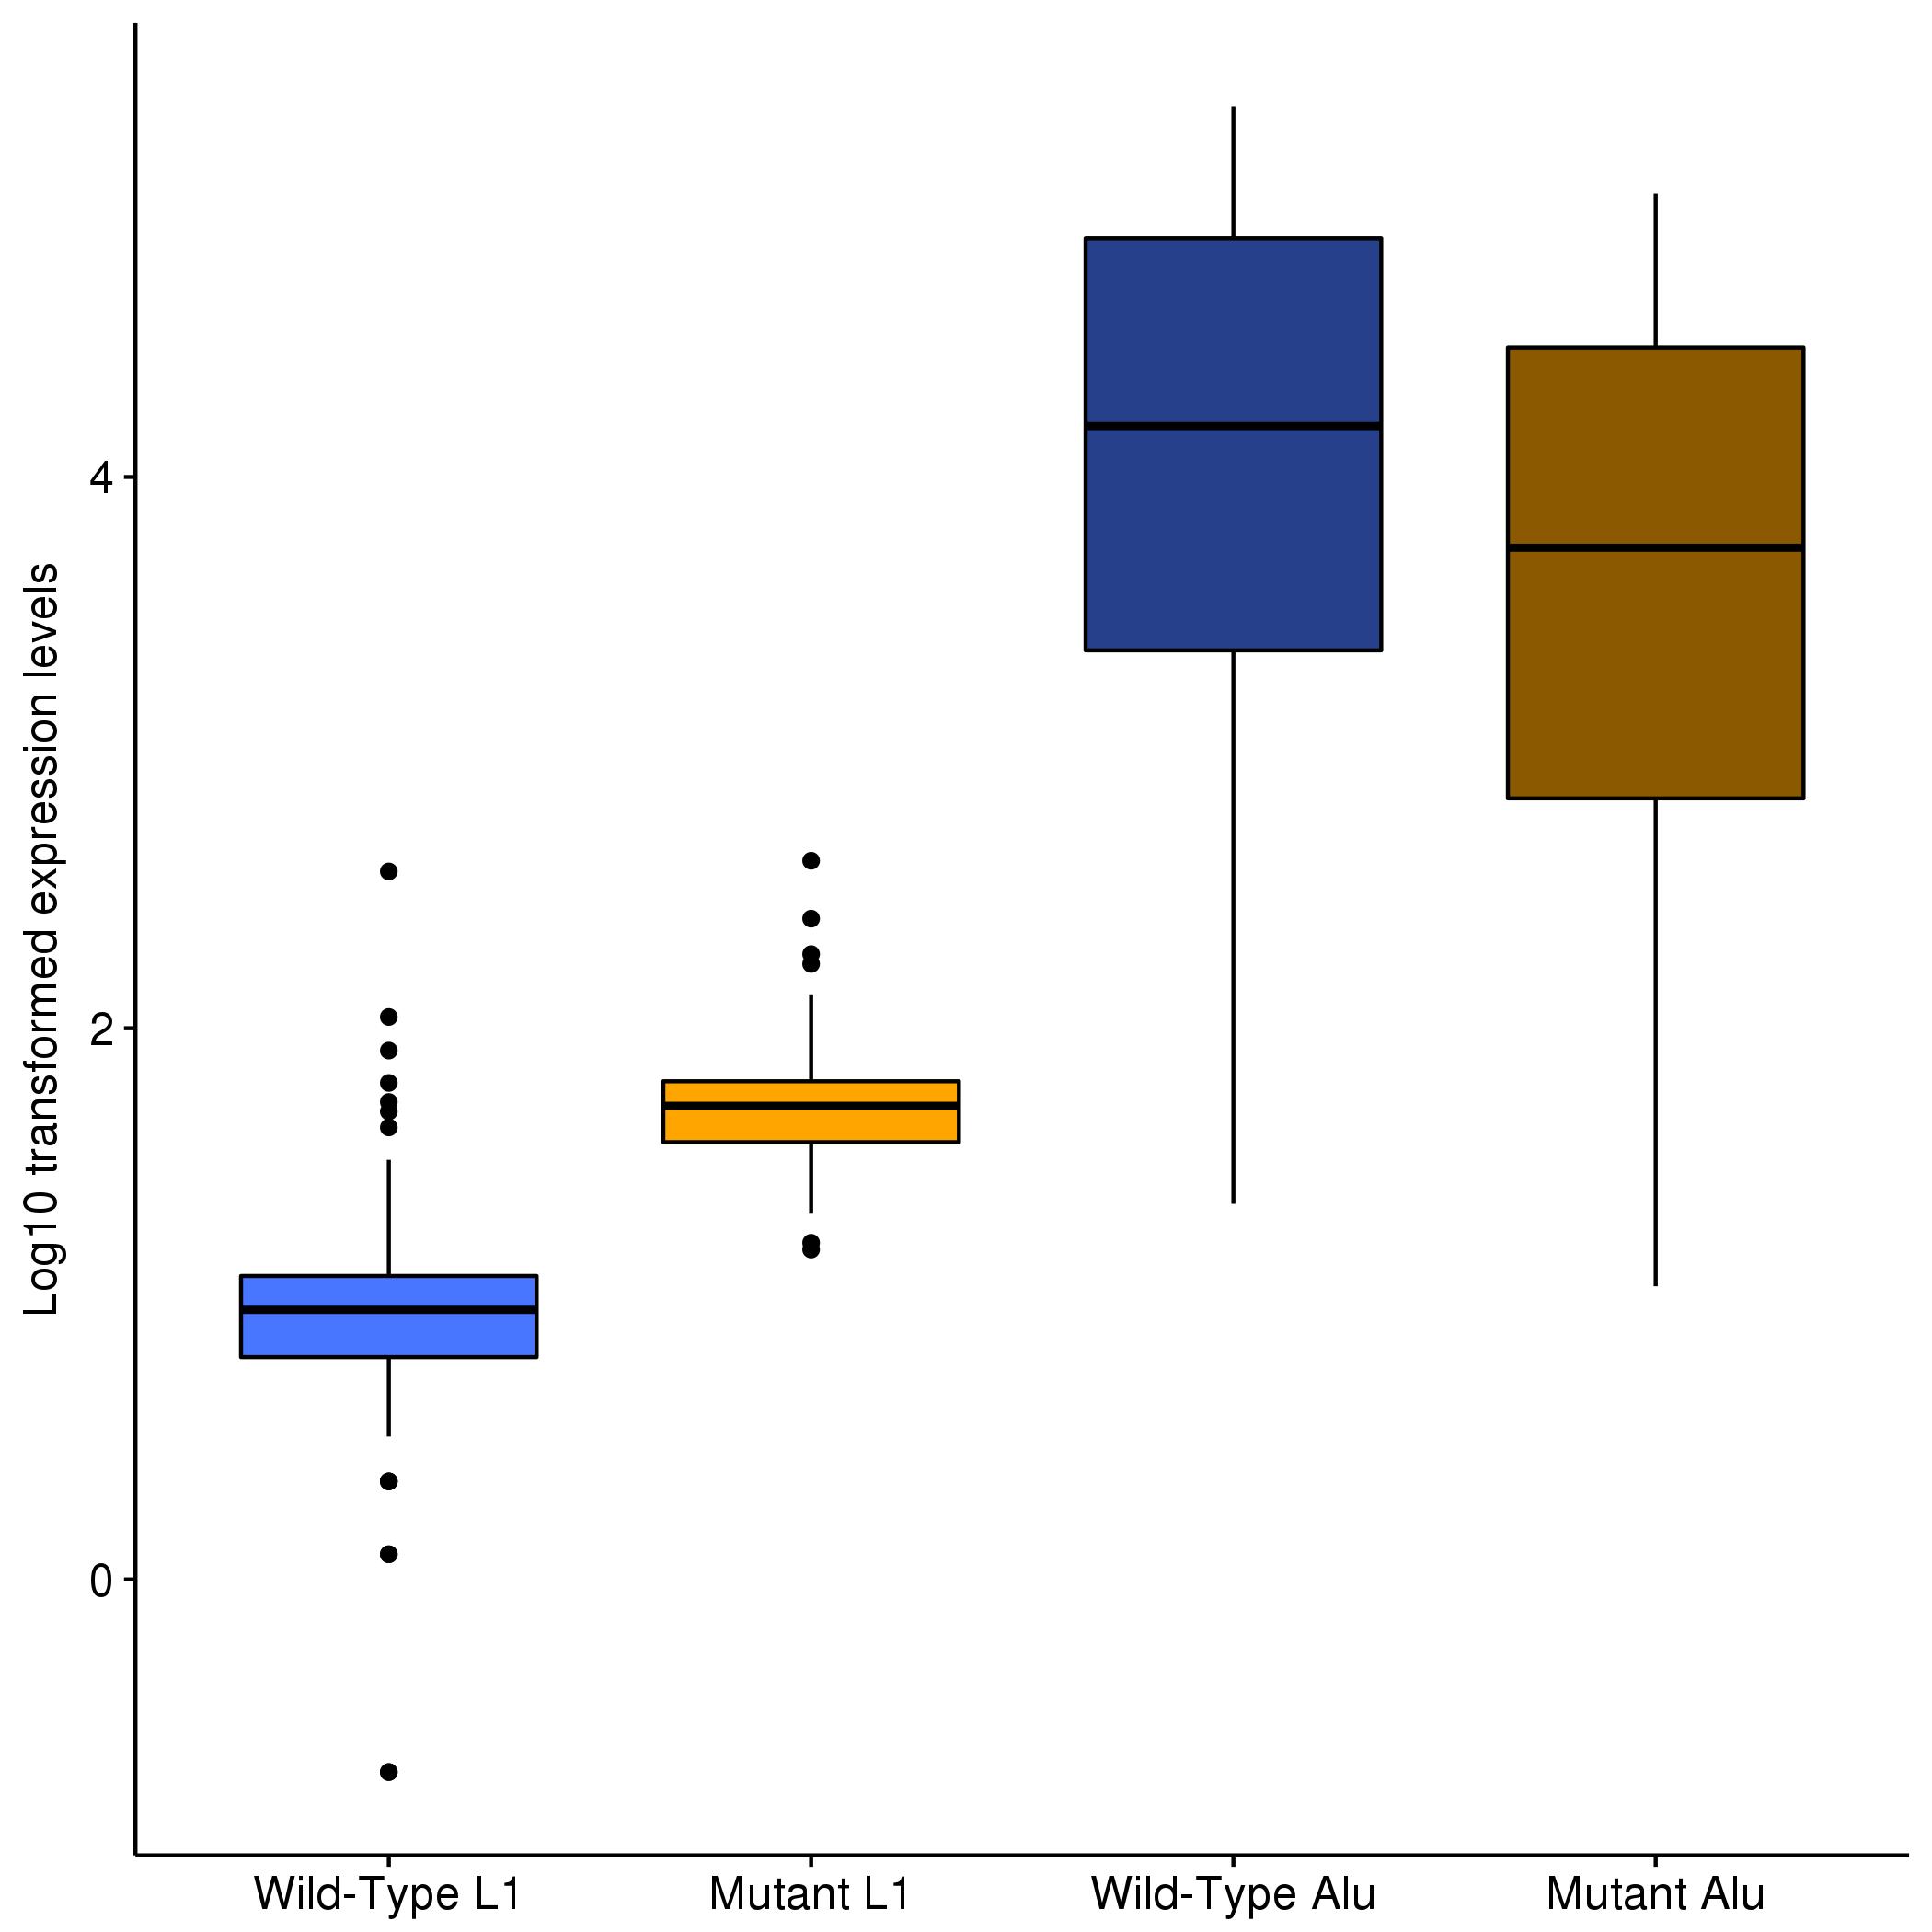 Log10 transformed expression levels
4
2
0
Wild-Type L1
Mutant L1
Wild-Type Alu
Mutant Alu